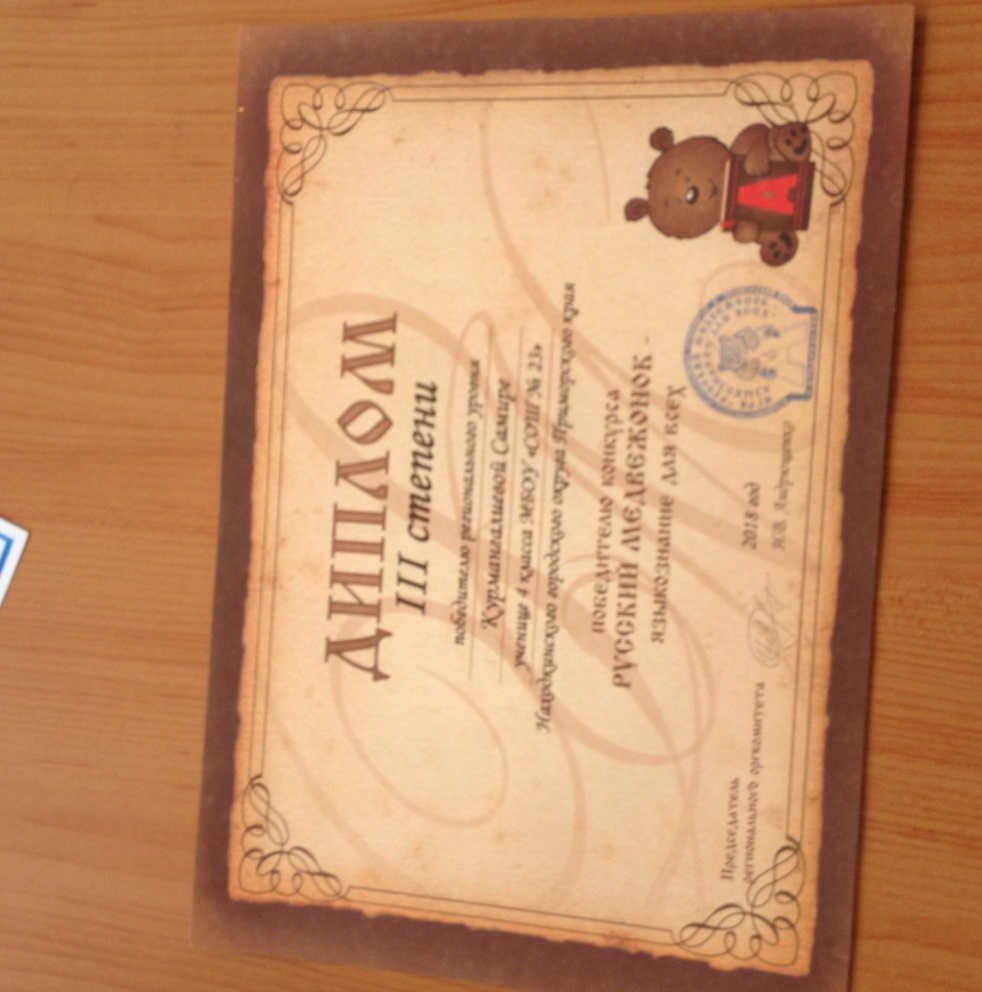 ДИПЛОМ
III степени
победителю регионального уровня
Курмангалиевой Самире
ученице 4 класса МБОУ «СОШ № 23»
Находкинского городского округа Приморского края
победителю конкурса
РУССКИЙ МЕДВЕЖОНОК -
ЯЗЫКОЗНАНИЕ ДЛЯ ВСЕХ
Председатель
регионального оргкомитета
2018 год
Н.В. Андрющенко
А